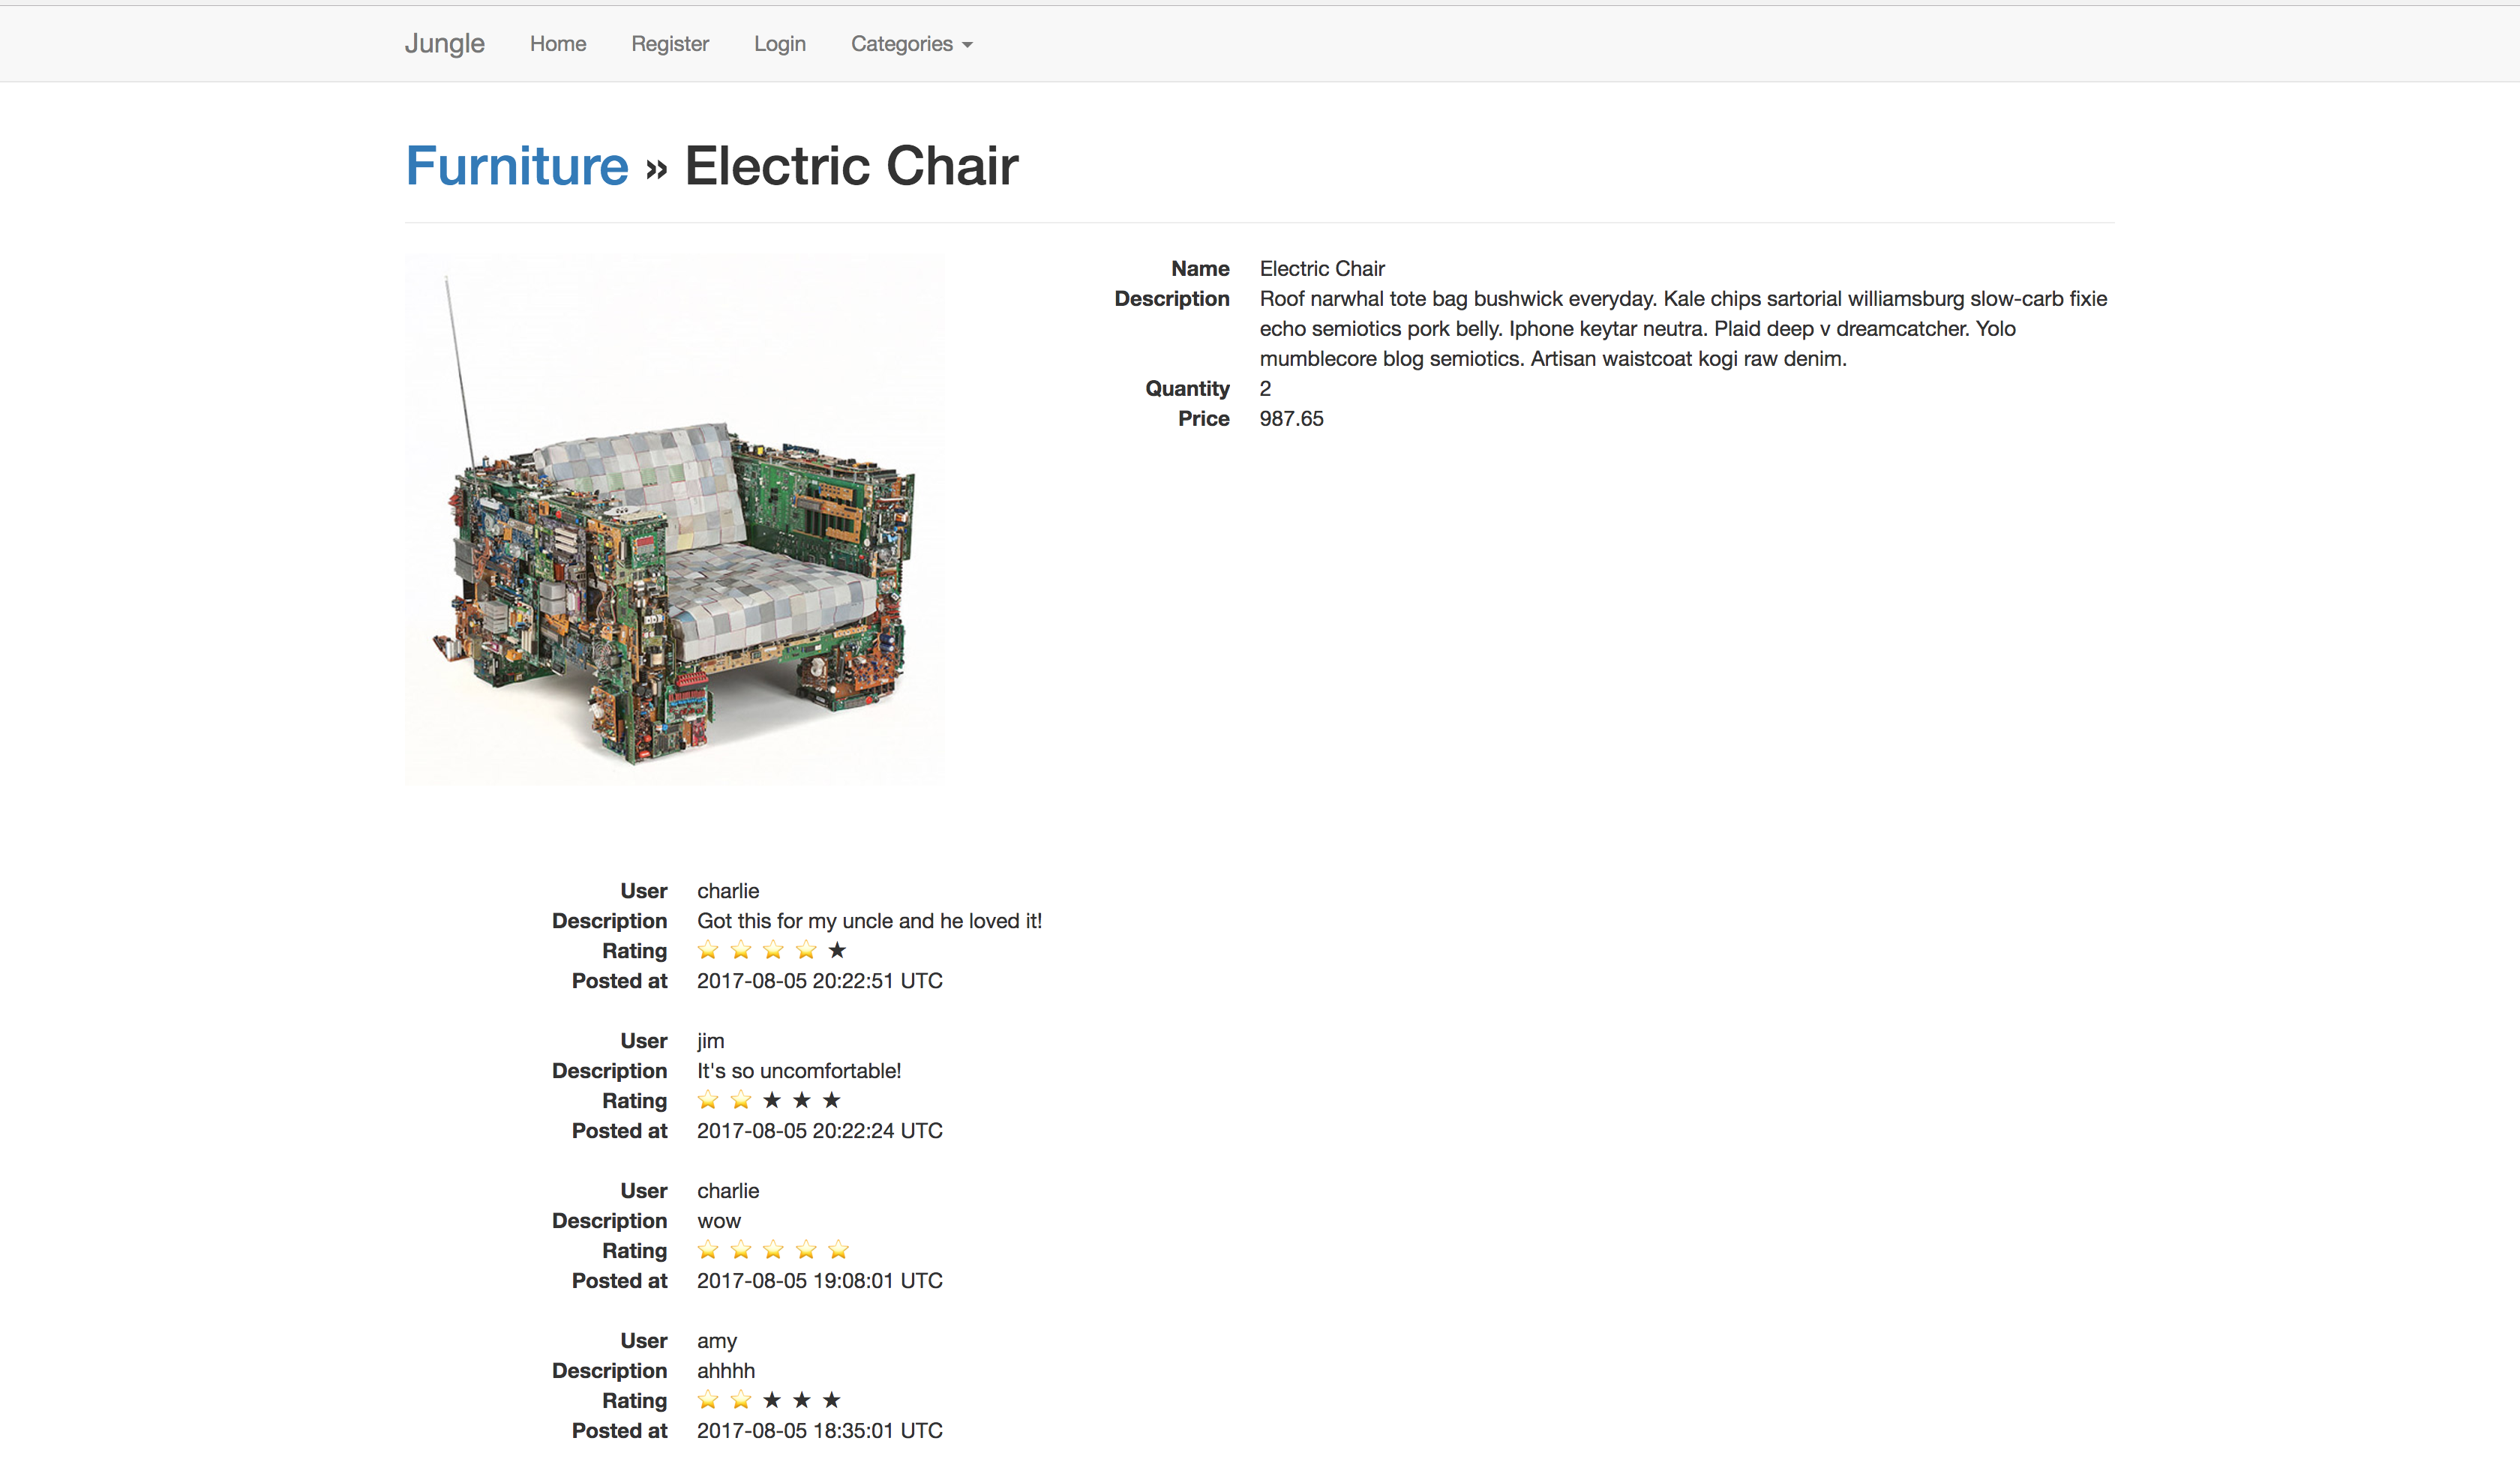 Jungle Home Register Login Categories
Furniture » Electric Chair
Name Electric Chair
Description Roof narwhal tote bag bushwick everyday. Kale chips sartorial williamsburg slow-carb fixie
echo semiotics pork belly. Iphone keytar neutra. Plaid deep v dreamcatcher. Yolo
mumblecore blog semiotics. Artisan waistcoat kogi raw denim.
Quantity 2
Price 987.65
User charlie
Description Got this for my uncle and he loved it!
Rating ⭐ ⭐ ⭐ ⭐ ★
Posted at 2017-08-05 20:22:51 UTC
User jim
Description It's so uncomfortable!
Rating ⭐ ⭐ ★ ★ ★
Posted at 2017-08-05 20:22:24 UTC
User charlie
Description wow
Rating ⭐ ⭐ ⭐ ⭐ ⭐
Posted at 2017-08-05 19:08:01 UTC
User amy
Description ahhhh
Rating ⭐ ⭐ ★ ★ ★
Posted at 2017-08-05 18:35:01 UTC